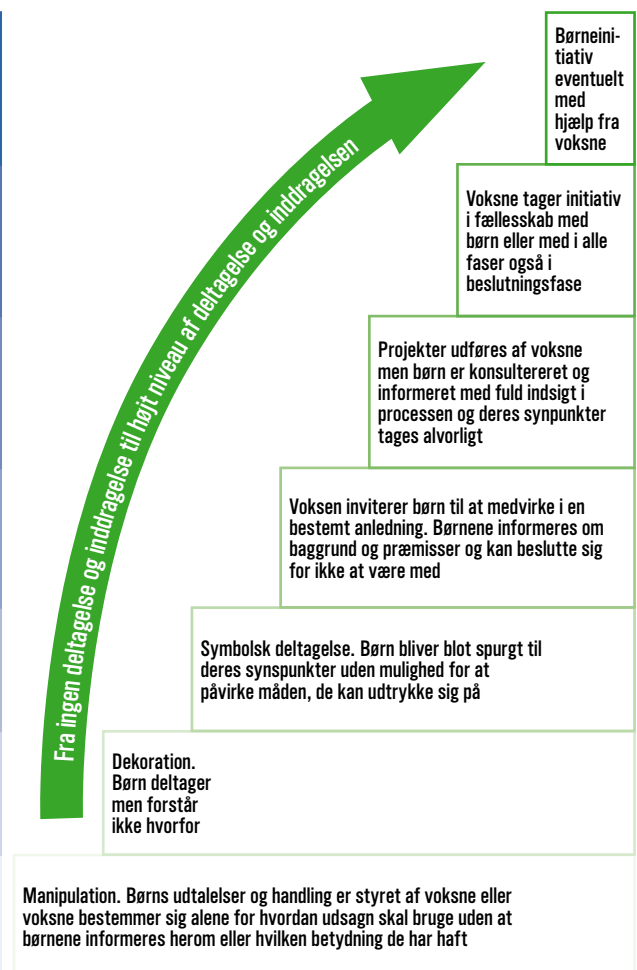 Børneini-
tiativ
eventuelt
med
hjælp fra
voksne
Voksne tager initiativ
i fællesskab med
børn eller med i alle
faser også i
beslutningsfase
Projekter udføres af voksne
men børn er konsultereret og
informeret med fuld indsigt i
processen og deres synpunkter
tages alvorligt
Voksen inviterer børn til at medvirke i en
bestemt anledning. Børnene informeres om
baggrund og præmisser og kan beslutte sig
for ikke at være med
Symbolsk deltagelse. Børn bliver blot spurgt til
deres synspunkter uden mulighed for at
påvirke måden, de kan udtrykke sig på
Dekoration.
Børn deltager
men forstår
ikke hvorfor
Manipulation. Børns udtalelser og handling er styret af voksne eller
voksne bestemmer sig alene for hvordan udsagn skal bruge uden at
børnene informeres herom eller hvilken betydning de har haft
Fra ingen deltagelse og inddragelse til højt niveau af deltagelse og inddragelsen